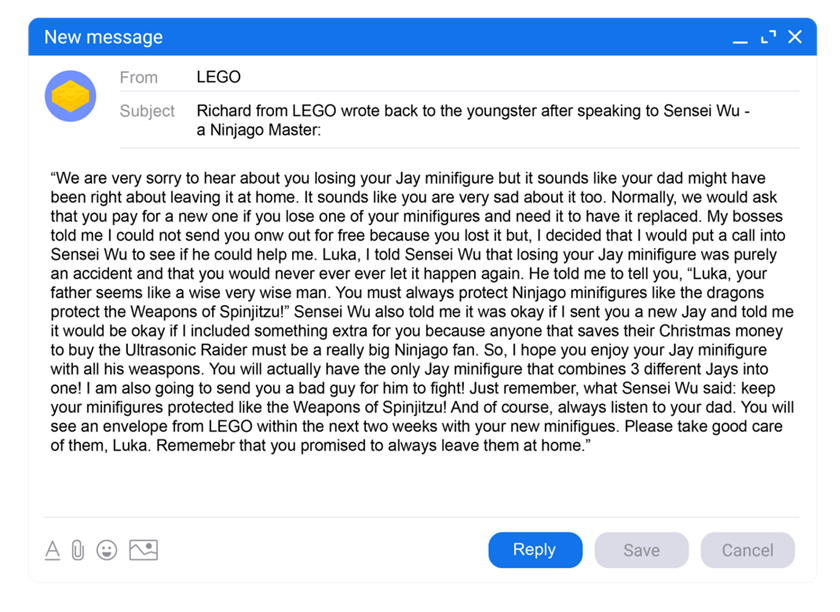 New message
From LEGO
Subject Richard from LEGO wrote back to the youngster after speaking to Sensei Wu -
a Ninjago Master:
“We are very sorry to hear about you losing your Jay minifigure but it sounds like your dad might have
been right about leaving it at home. It sounds like you are very sad about it too. Normally, we would ask
that you pay for a new one if you lose one of your minifigures and need it to have it replaced. My bosses
told me I could not send you onw out for free because you lost it but, I decided that I would put a call into
Sensei Wu to see if he could help me. Luka, I told Sensei Wu that losing your Jay minifigure was purely
an accident and that you would never ever ever let it happen again. He told me to tell you, “Luka, your
father seems like a wise very wise man. You must always protect Ninjago minifigures like the dragons
protect the Weapons of Spinjitzu!” Sensei Wu also told me it was okay if I sent you a new Jay and told me
it would be okay if I included something extra for you because anyone that saves their Christmas money
to buy the Ultrasonic Raider must be a really big Ninjago fan. So, I hope you enjoy your Jay minifigure
with all his weapons. You will actually have the only Jay minifigure that combines 3 different Jays into
one! I am also going to send you a bad guy for him to fight! Just remember, what Sensei Wu said: keep
your minifigures protected like the Weapons of Spinjitzu! And of course, always listen to your dad. You will
see an envelope from LEGO within the next two weeks with your new minifigues. Please take good care
of them, Luka. Rememebr that you promised to always leave them at home.”
A
Reply Save Cancel